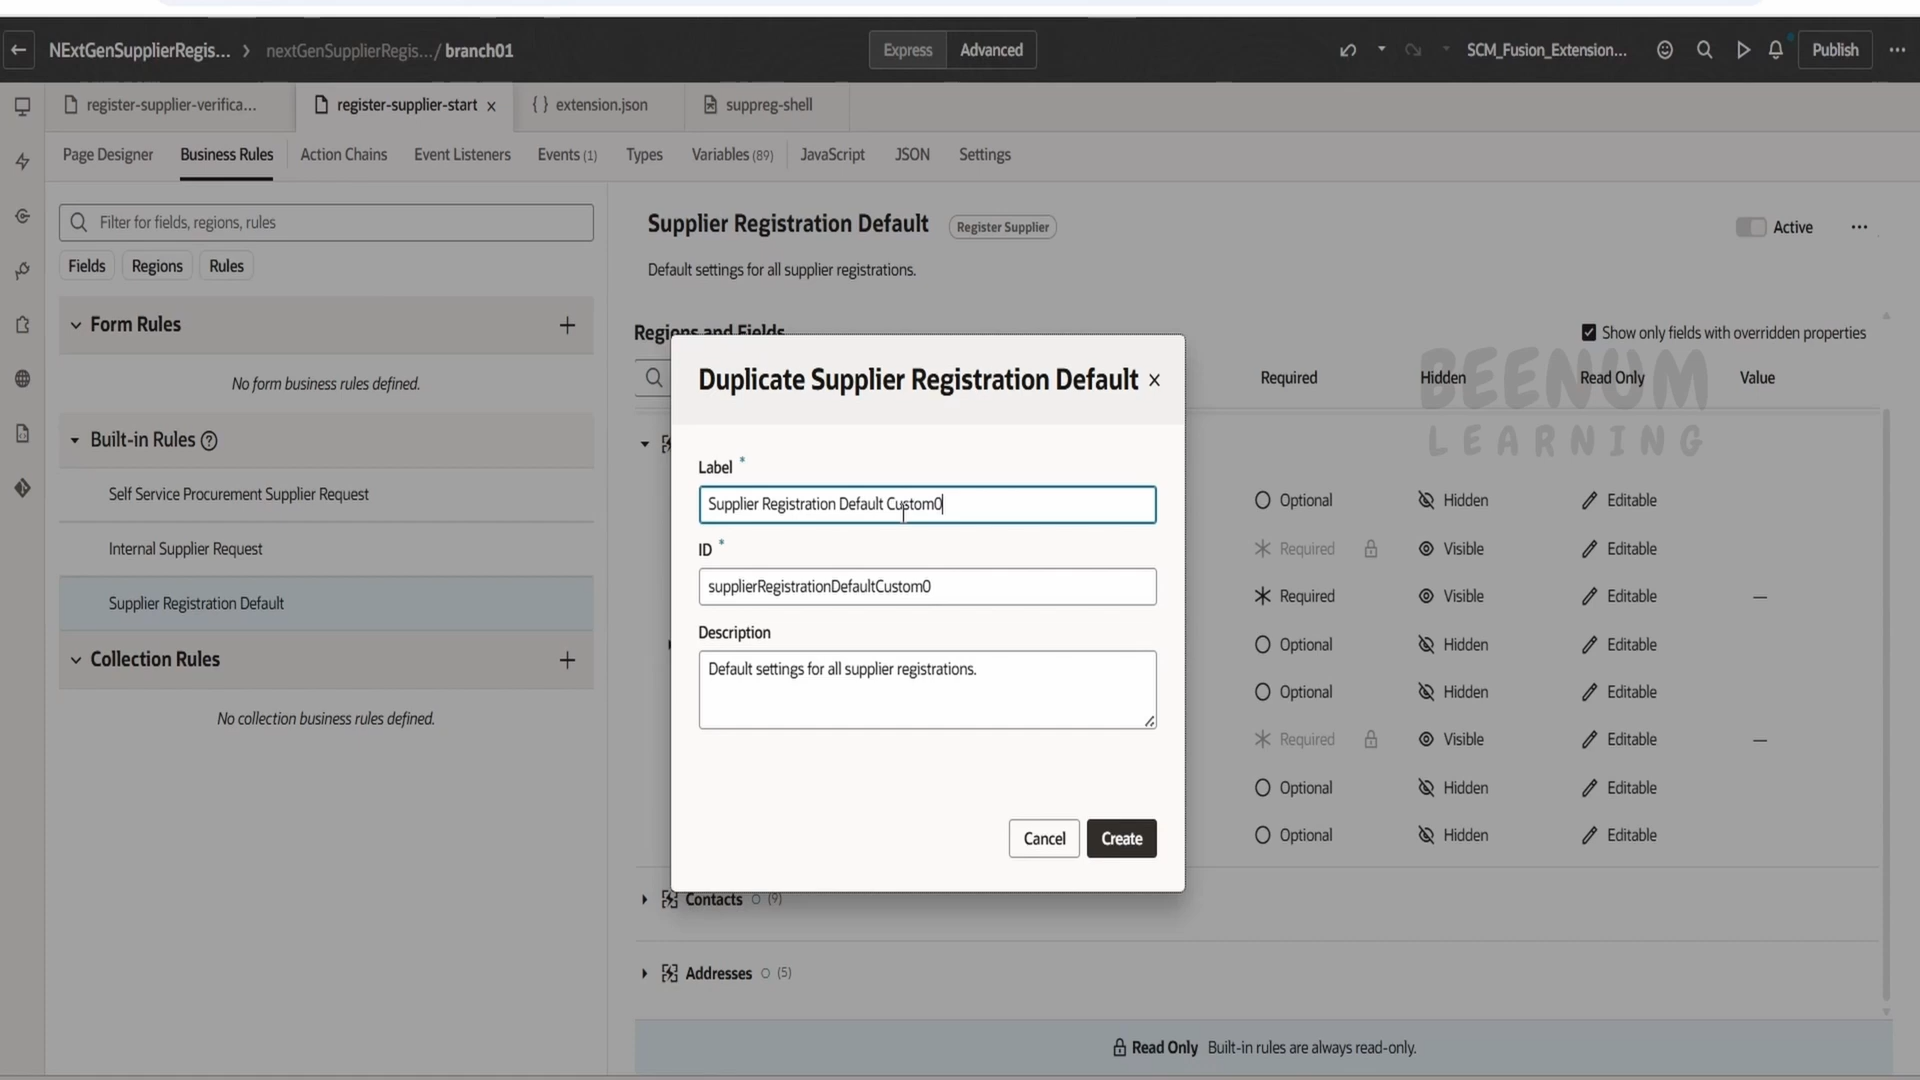 NExtGenSupplierRegis... > nextGenSupplierRegis... / branch01
Express Advanced
SCM_Fusion_Extension...
Publish
register-supplier-verifica...
register-supplier-start
{ } extension.json
suppreg-shell
Page Designer
Business Rules
Action Chains
Event Listeners
Events (1)
Types
Variables (89)
JavaScript
JSON
Settings
Filter for fields, regions, rules
Fields
Regions
Rules
Form Rules
No form business rules defined.
Built-in Rules
Self Service Procurement Supplier Request
Internal Supplier Request
Supplier Registration Default
Collection Rules
No collection business rules defined.
Supplier Registration Default Register Supplier
Active
Default settings for all supplier registrations.
Regions and Fields
Show only fields with overridden properties
Required Hidden Read Only Value
BEENUM
LEARNING
Optional Hidden Editable
Required Visible Editable
Required Visible Editable —
Optional Hidden Editable
Optional Hidden Editable
Required Visible Editable —
Optional Hidden Editable
Optional Hidden Editable
Contacts (9)
Addresses (5)
Read Only Built-in rules are always read-only.
Duplicate Supplier Registration Default
Label *
Supplier Registration Default Custom0
ID *
supplierRegistrationDefaultCustom0
Description
Default settings for all supplier registrations.
Cancel
Create